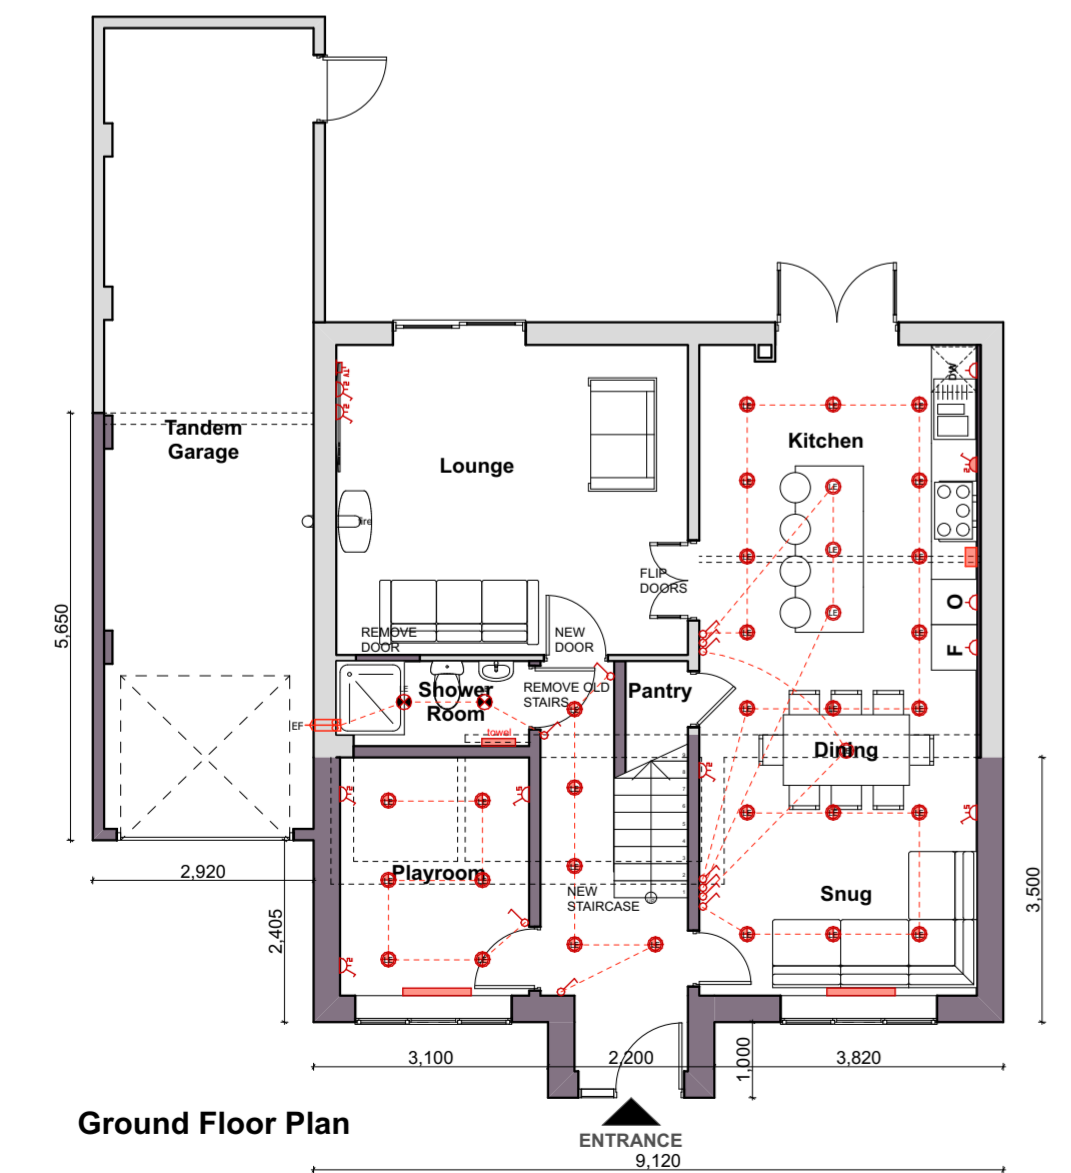 Tandem
Garage
Lounge
Kitchen
DW
fire
FLIP
DOORS
O
F
REMOVE
DOOR
NEW
DOOR
Shower
Room
REMOVE OLD
STAIRS
Pantry
EF
towel
Dining
5,650
Playroom
NEW
STAIRCASE
Snug
2,920
2,405
3,500
3,100
2,200
1,000
3,820
Ground Floor Plan
ENTRANCE
9,120